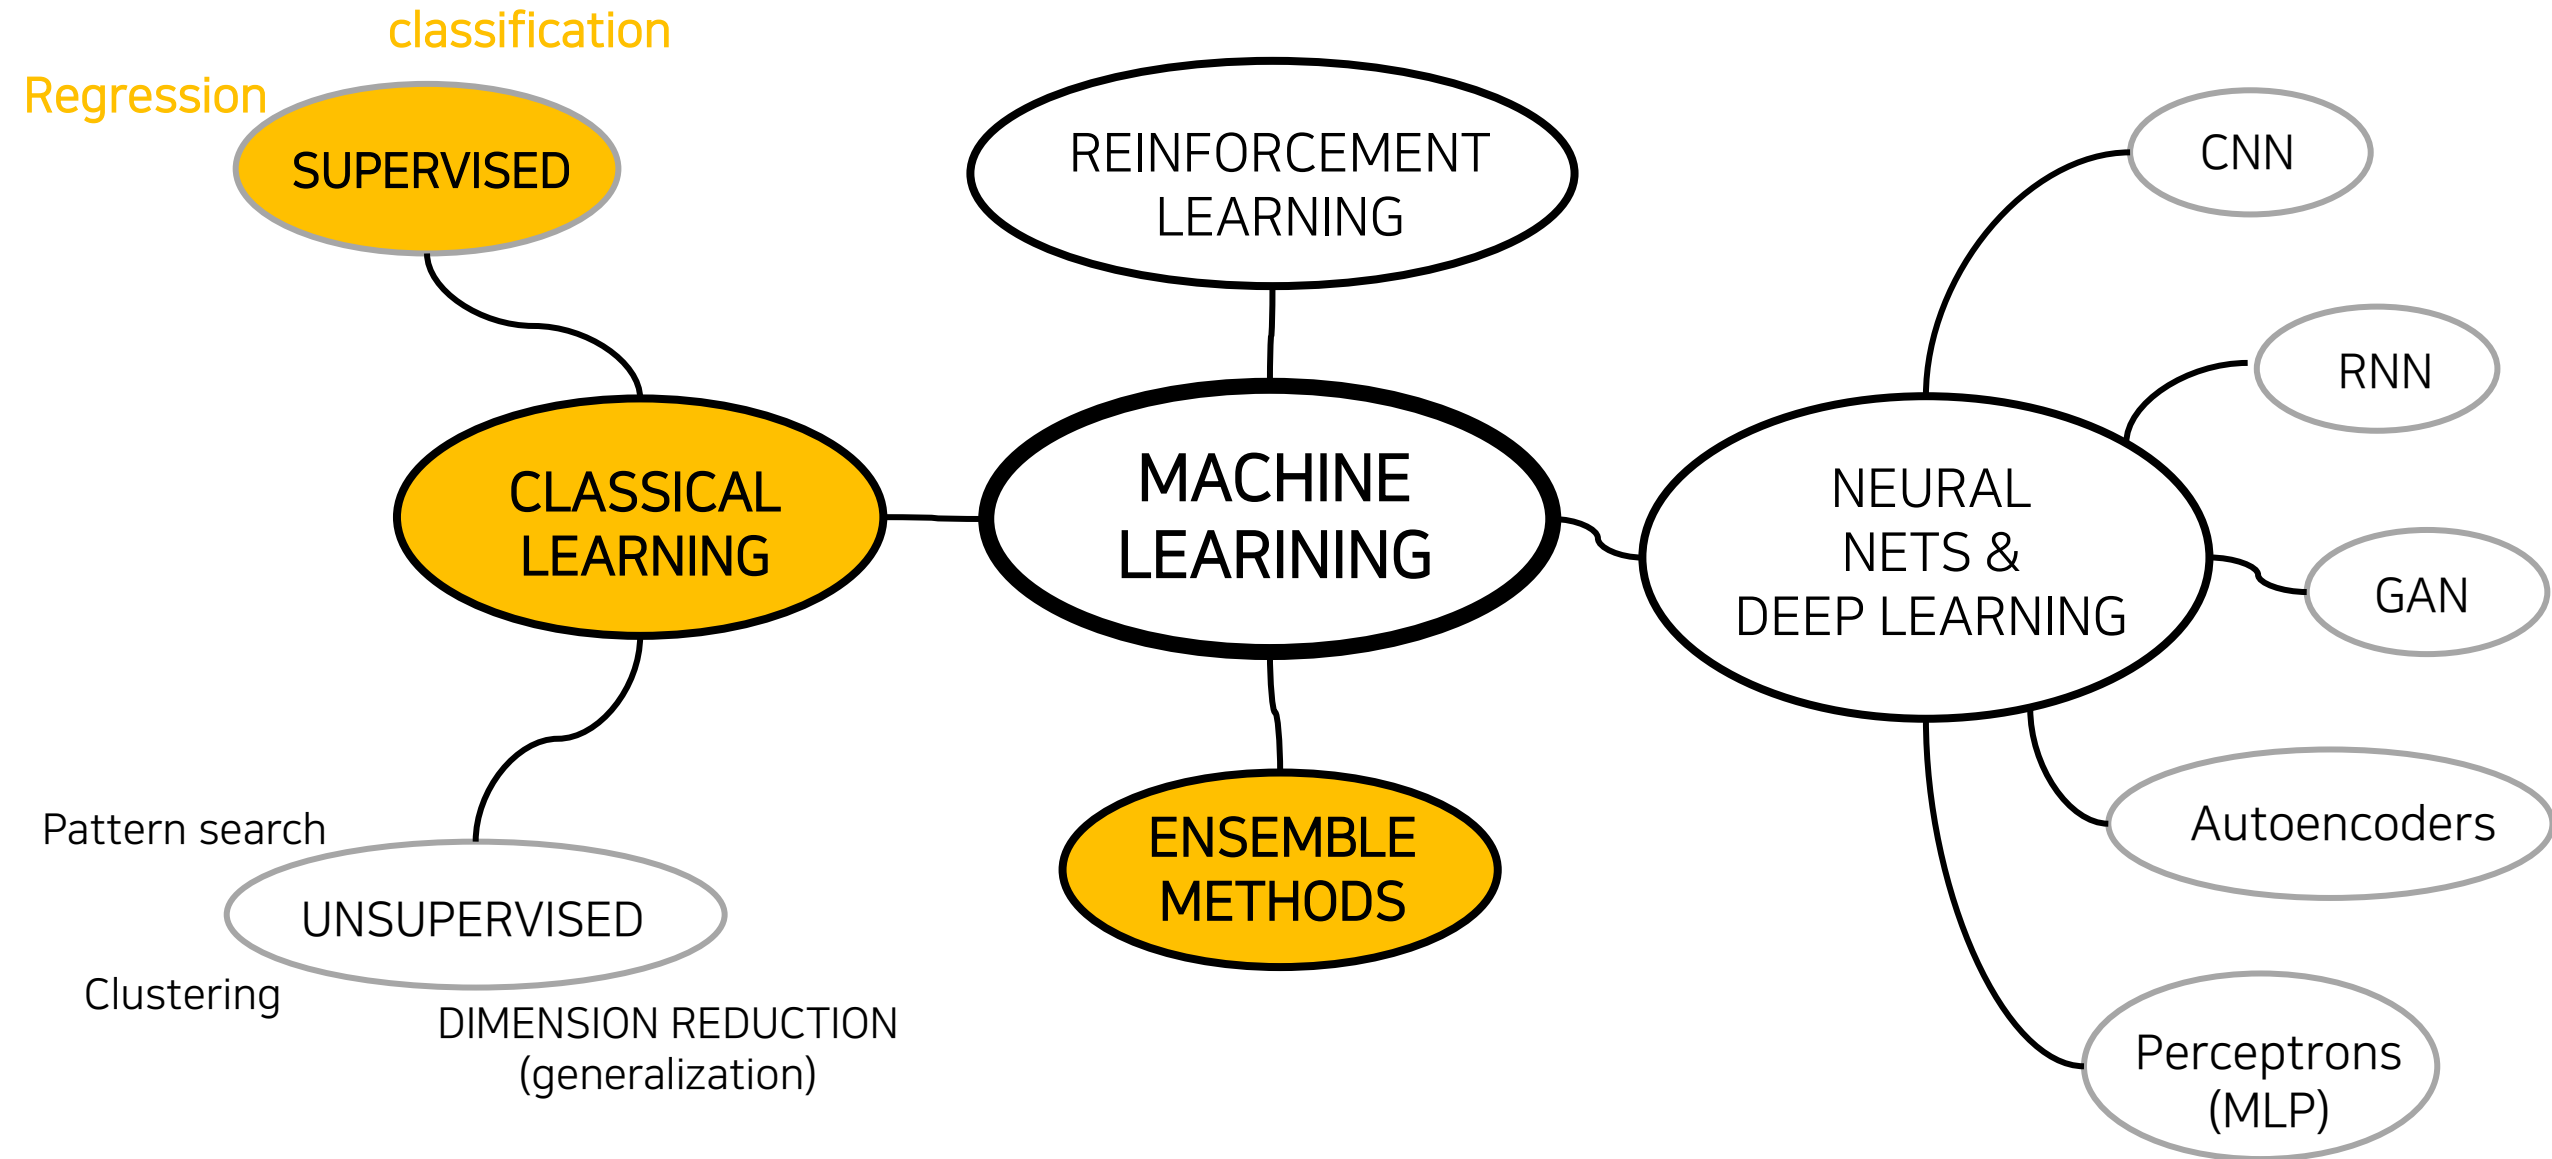 classification
Regression
SUPERVISED
REINFORCEMENT
LEARNING
CNN
RNN
CLASSICAL
LEARNING
MACHINE
LEARINING
NEURAL
NETS &
DEEP LEARNING
GAN
Pattern search
UNSUPERVISED
Clustering
DIMENSION REDUCTION
(generalization)
ENSEMBLE
METHODS
Autoencoders
Perceptrons
(MLP)